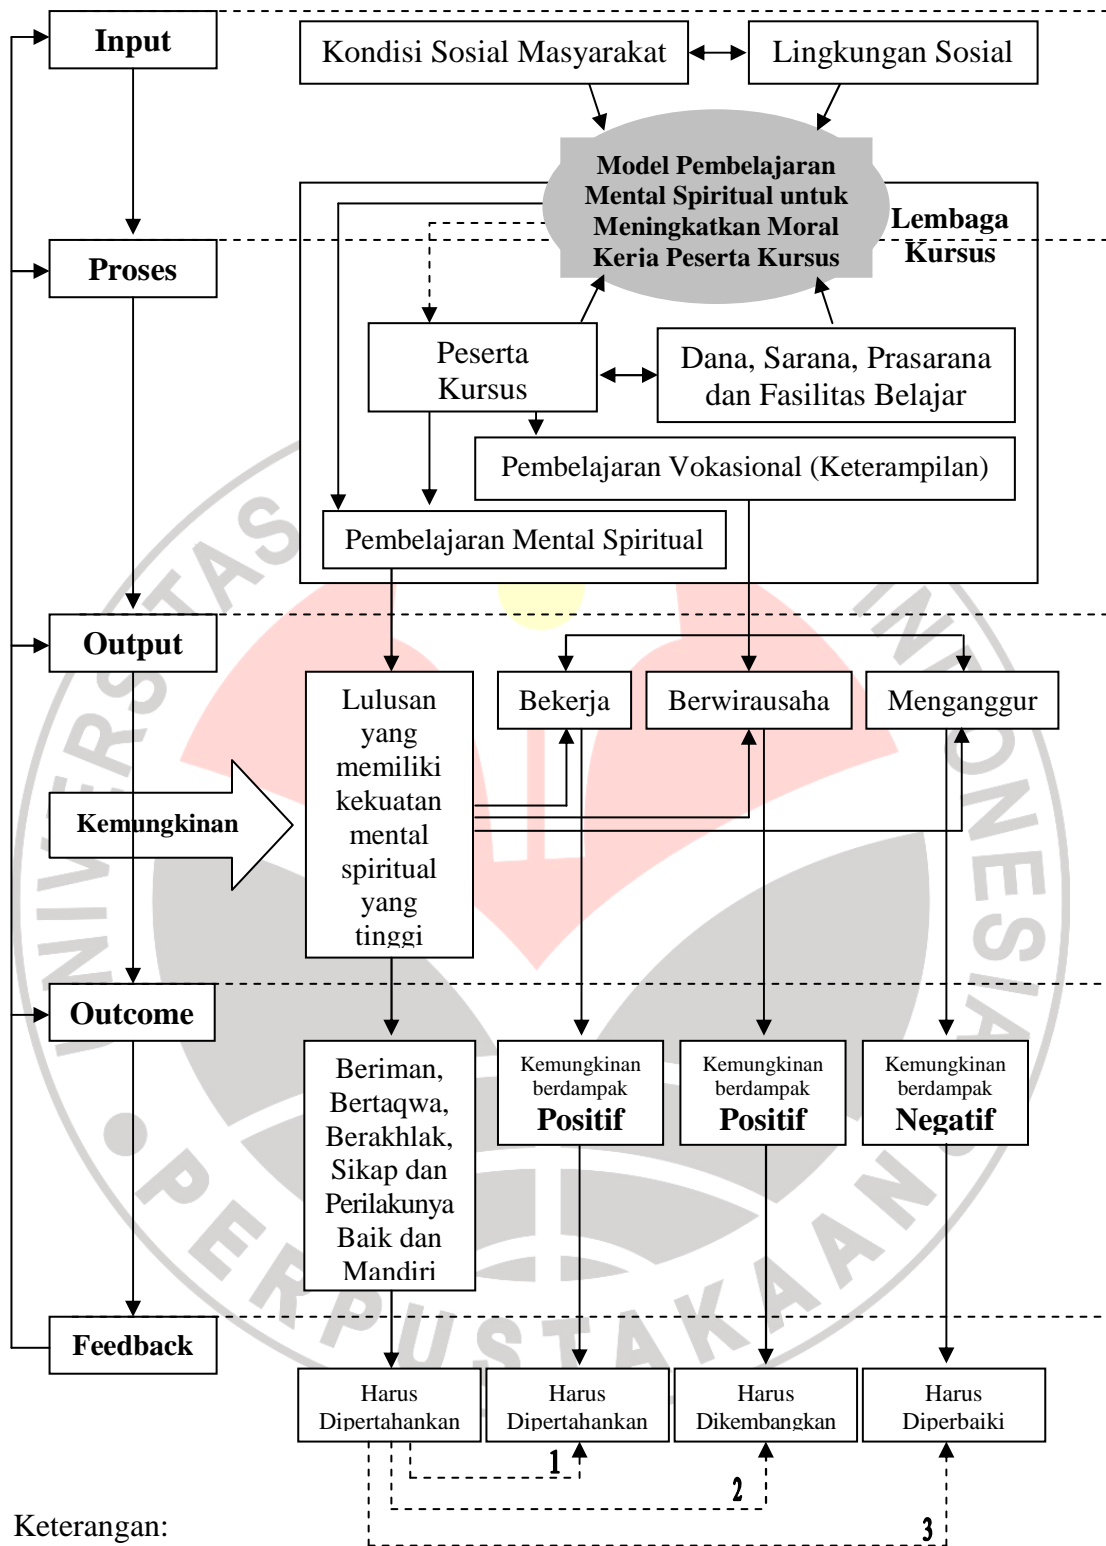 Input
Kondisi Sosial Masyarakat
Lingkungan Sosial
Model Pembelajaran
Mental Spiritual untuk
Meningkatkan Moral
Kerja Peserta Kursus
Lembaga
Kursus
Proses
Peserta
Kursus
Dana, Sarana, Prasarana
dan Fasilitas Belajar
Pembelajaran Vokasional (Keterampilan)
Pembelajaran Mental Spiritual
Output
Lulusan
yang
memiliki
kekuatan
mental
spiritual
yang
tinggi
Bekerja
Berwirausaha
Menganggur
Kemungkinan
Outcome
Beriman,
Bertaqwa,
Berakhlak,
Sikap dan
Perilakunya
Baik dan
Mandiri
Kemungkinan
berdampak
Positif
Kemungkinan
berdampak
Positif
Kemungkinan
berdampak
Negatif
Feedback
Harus
Dipertahankan
Harus
Dipertahankan
Harus
Dikembangkan
Harus
Diperbaiki
1
2
3
Keterangan:
UNIVERSITAS
INDONESIA
PERPUSTAKAAN